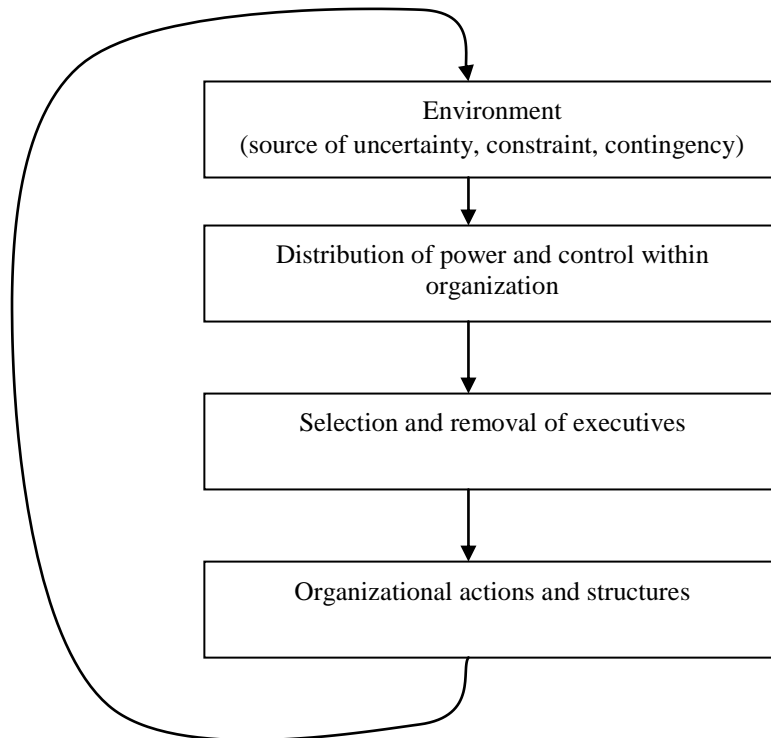 Environment
(source of uncertainty, constraint, contingency)
Distribution of power and control within
organization
Selection and removal of executives
Organizational actions and structures